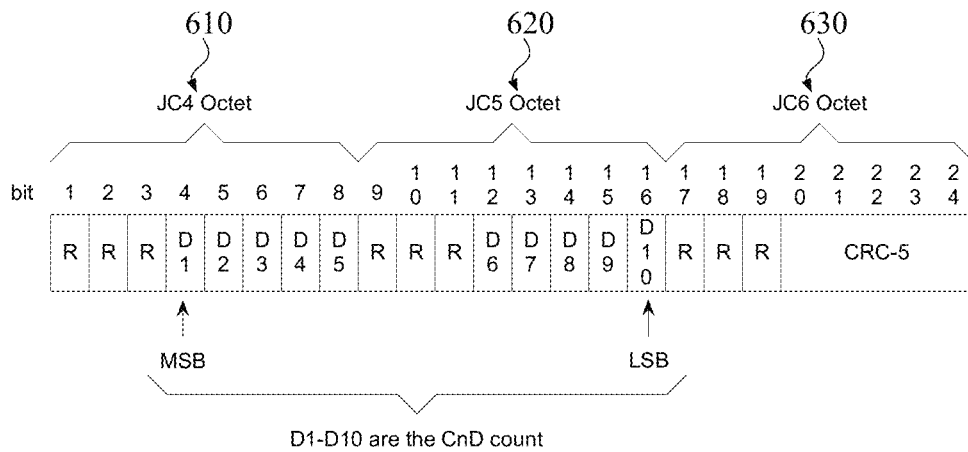 610 620 630
JC4 Octet JC5 Octet JC6 Octet
bit 1 2 3 4 5 6 7 8 9 10 11 12 13 14 15 16 17 18 19 20 21 22 23 24
R R R D1 D2 D3 D4 D5 R R R D6 D7 D8 D9 D10 R R R CRC-5
MSB LSB
D1-D10 are the CnD count